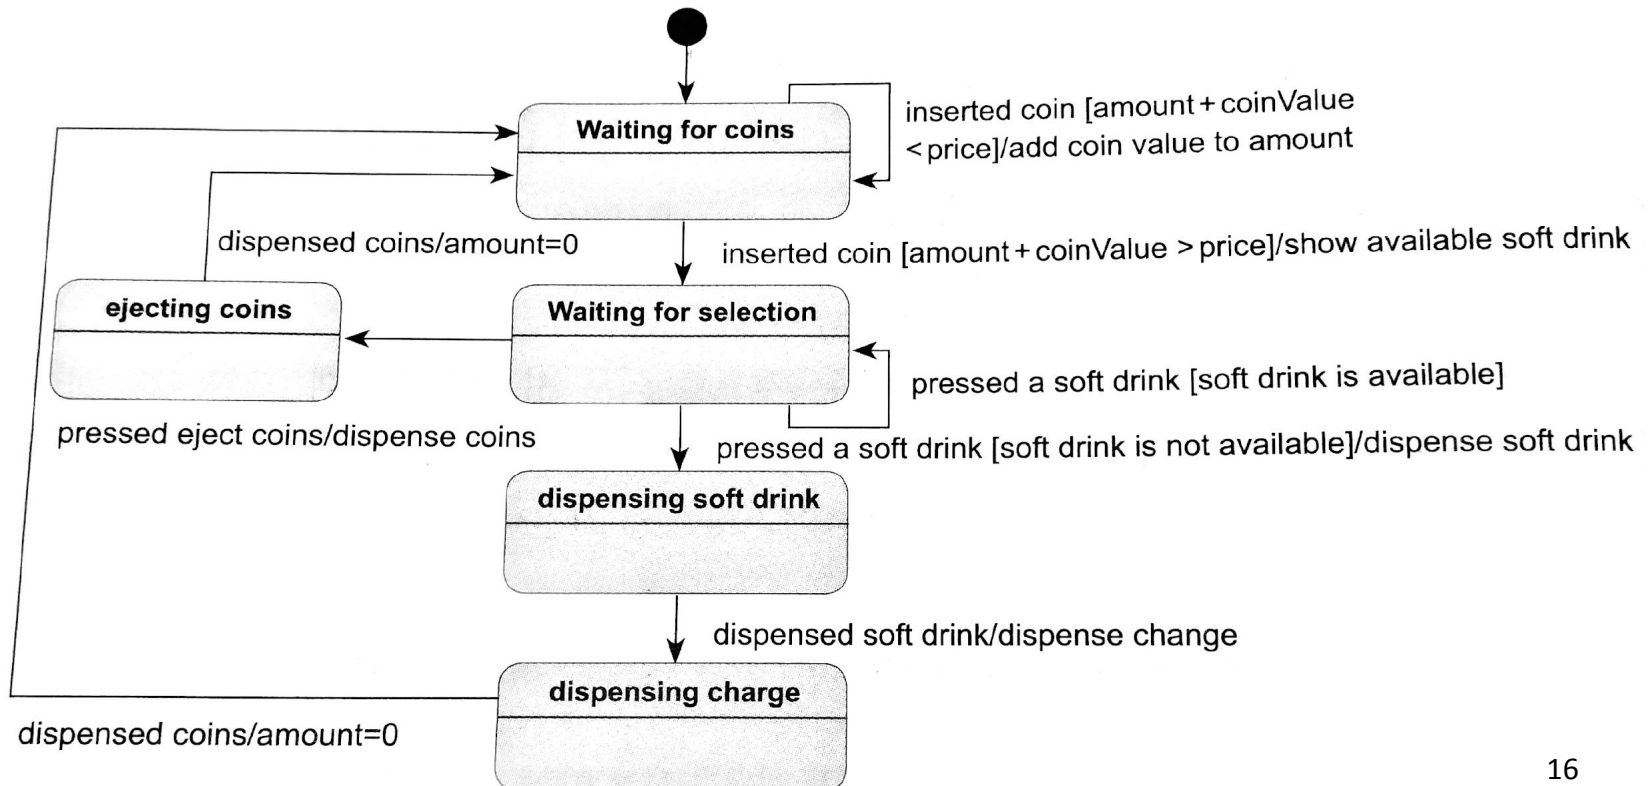 Waiting for coins
inserted coin [amount+coinValue
<price]/add coin value to amount
dispensed coins/amount=0
inserted coin [amount+coinValue >price]/show available soft drink
ejecting coins
Waiting for selection
pressed a soft drink [soft drink is available]
pressed eject coins/dispense coins
pressed a soft drink [soft drink is not available]/dispense soft drink
dispensing soft drink
dispensed soft drink/dispense change
dispensing charge
dispensed coins/amount=0
16